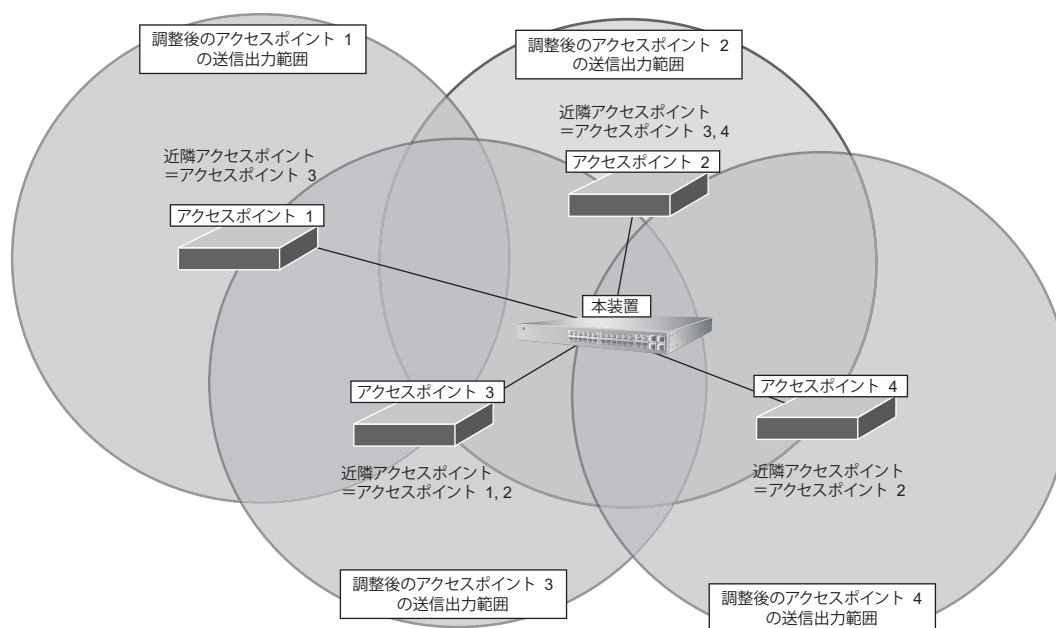 調整後のアクセスポイント 1
の送信出力範囲
調整後のアクセスポイント 2
の送信出力範囲
近隣アクセスポイント
＝アクセスポイント 3, 4
アクセスポイント 2
近隣アクセスポイント
＝アクセスポイント 3
アクセスポイント 1
本装置
アクセスポイント 3
近隣アクセスポイント
＝アクセスポイント 1, 2
アクセスポイント 4
近隣アクセスポイント
＝アクセスポイント 2
調整後のアクセスポイント 3
の送信出力範囲
調整後のアクセスポイント 4
の送信出力範囲